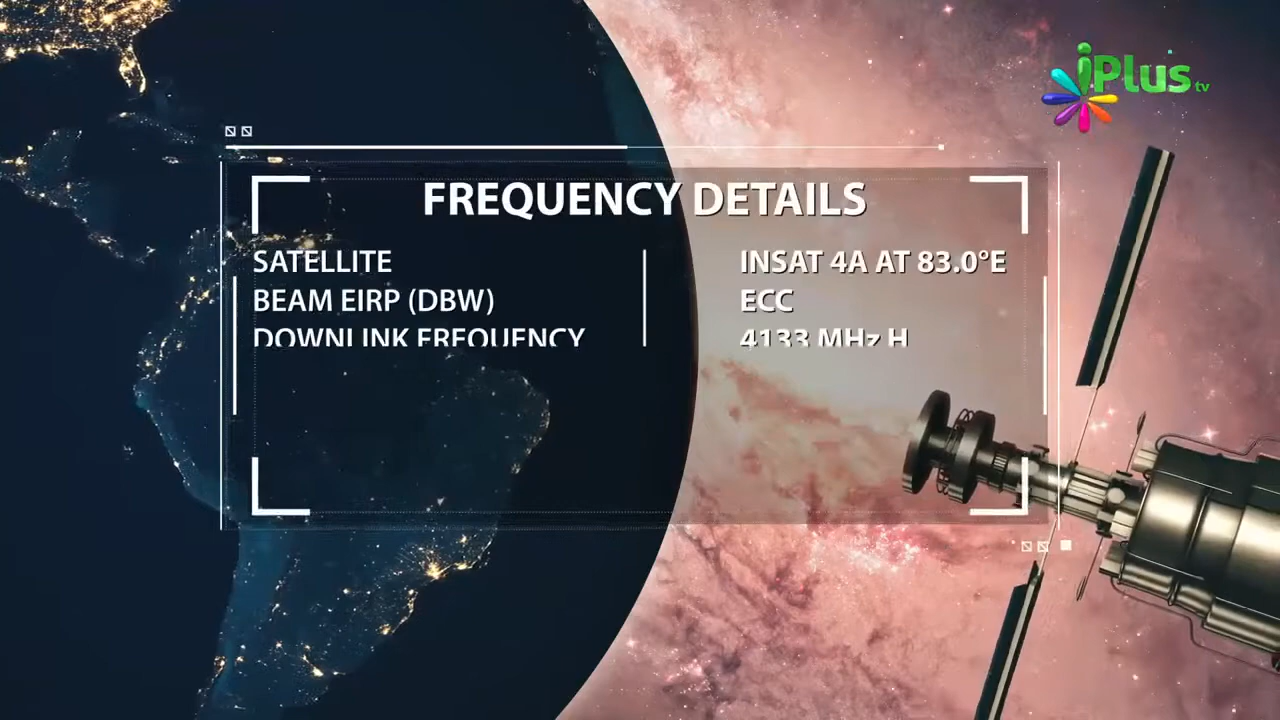 iPlus tv
FREQUENCY DETAILS
SATELLITE INSAT 4A AT 83.0°E
BEAM EIRP (DBW) ECC
DOWNLINK FREQUENCY 4133 MHz H